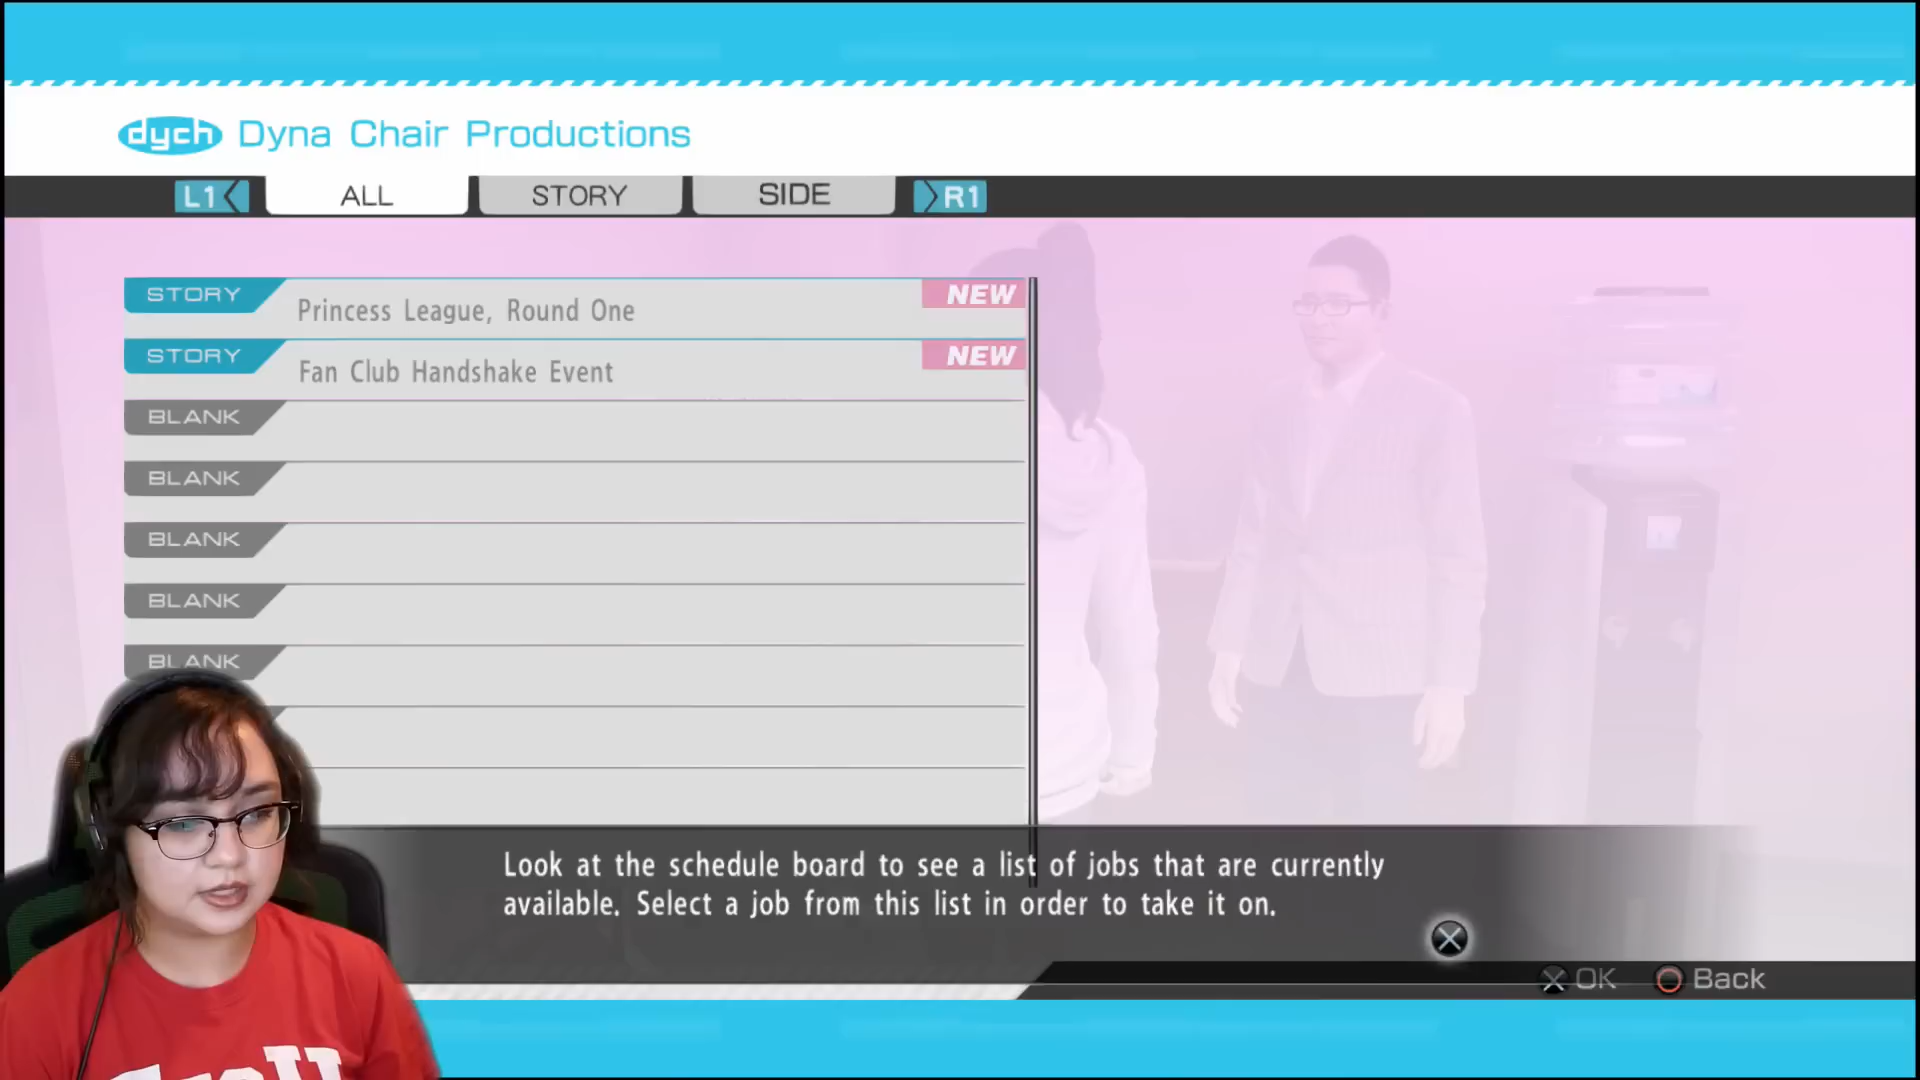 dych Dyna Chair Productions
L1 ALL STORY SIDE R1
STORY Princess League, Round One NEW
STORY Fan Club Handshake Event NEW
BLANK
BLANK
BLANK
BLANK
BLANK
Look at the schedule board to see a list of jobs that are currently
available. Select a job from this list in order to take it on.
OK Back